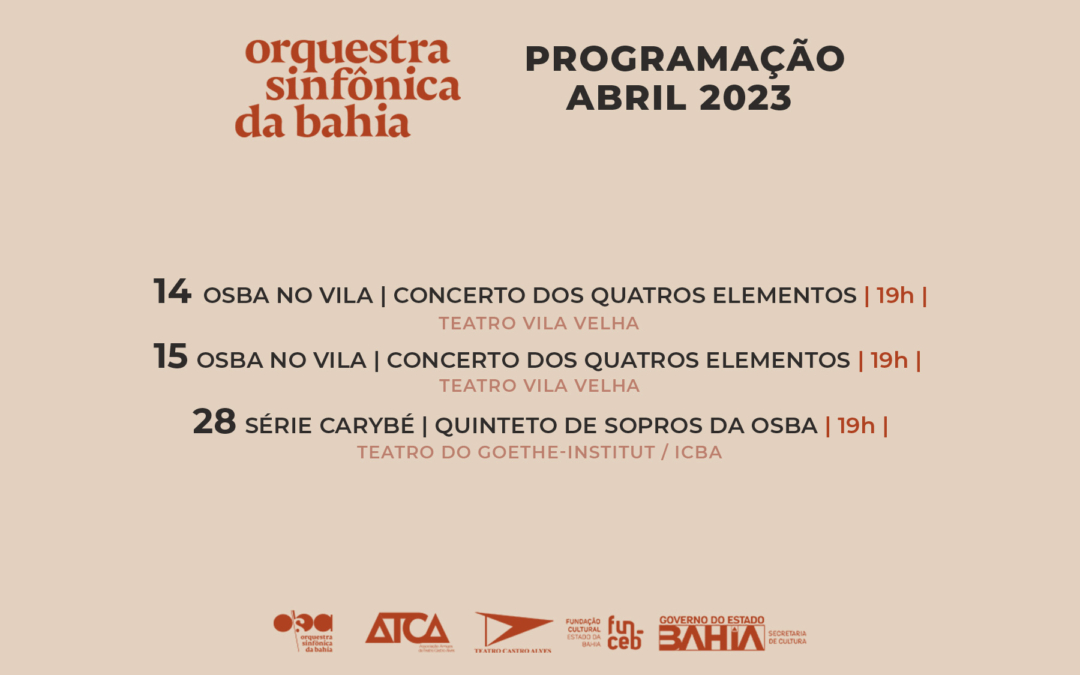 orquestra
sinfônica
da bahia
PROGRAMAÇÃO
ABRIL 2023
14 OSBA NO VILA | CONCERTO DOS QUATROS ELEMENTOS | 19h |
TEATRO VILA VELHA
15 OSBA NO VILA | CONCERTO DOS QUATROS ELEMENTOS | 19h |
TEATRO VILA VELHA
28 SÉRIE CARYBÉ | QUINTETO DE SOPROS DA OSBA | 19h |
TEATRO DO GOETHE-INSTITUT / ICBA
orquestra
sinfônica
da bahia
ATCA
TEATRO CASTRO ALVES
FUNDAÇÃO
CULTURAL
ESTADO DA
BAHIA
fun-
ceb
GOVERNO DO ESTADO
BAHIA
SECRETARIA
DE CULTURA